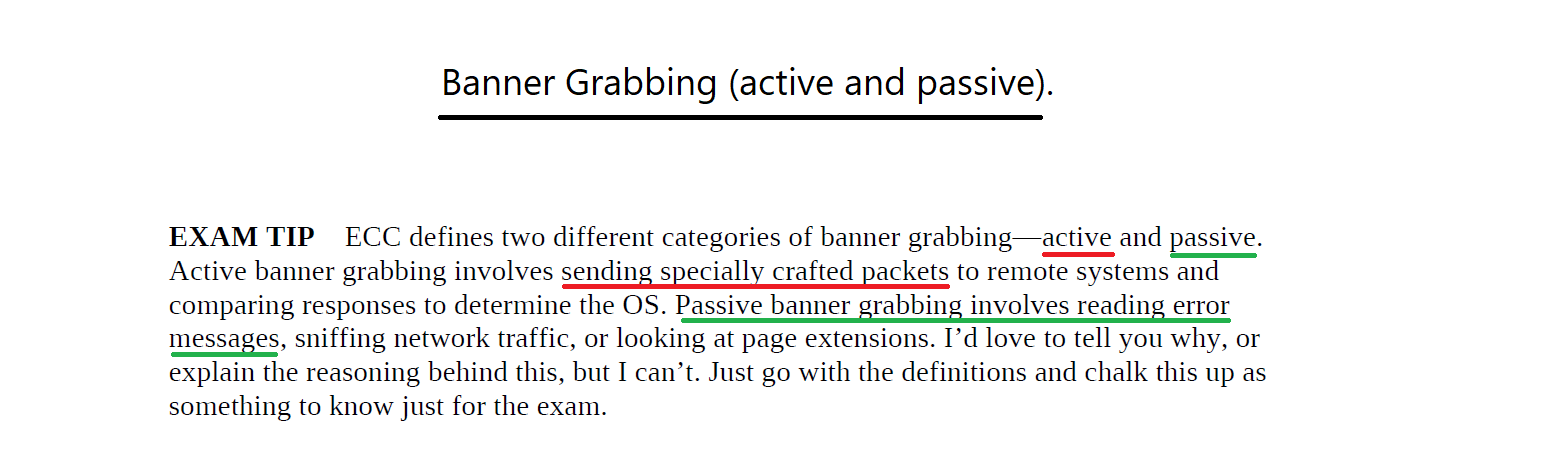 Banner Grabbing (active and passive).
EXAM TIP ECC defines two different categories of banner grabbing—active and passive.
Active banner grabbing involves sending specially crafted packets to remote systems and
comparing responses to determine the OS. Passive banner grabbing involves reading error
messages, sniffing network traffic, or looking at page extensions. I’d love to tell you why, or
explain the reasoning behind this, but I can’t. Just go with the definitions and chalk this up as
something to know just for the exam.